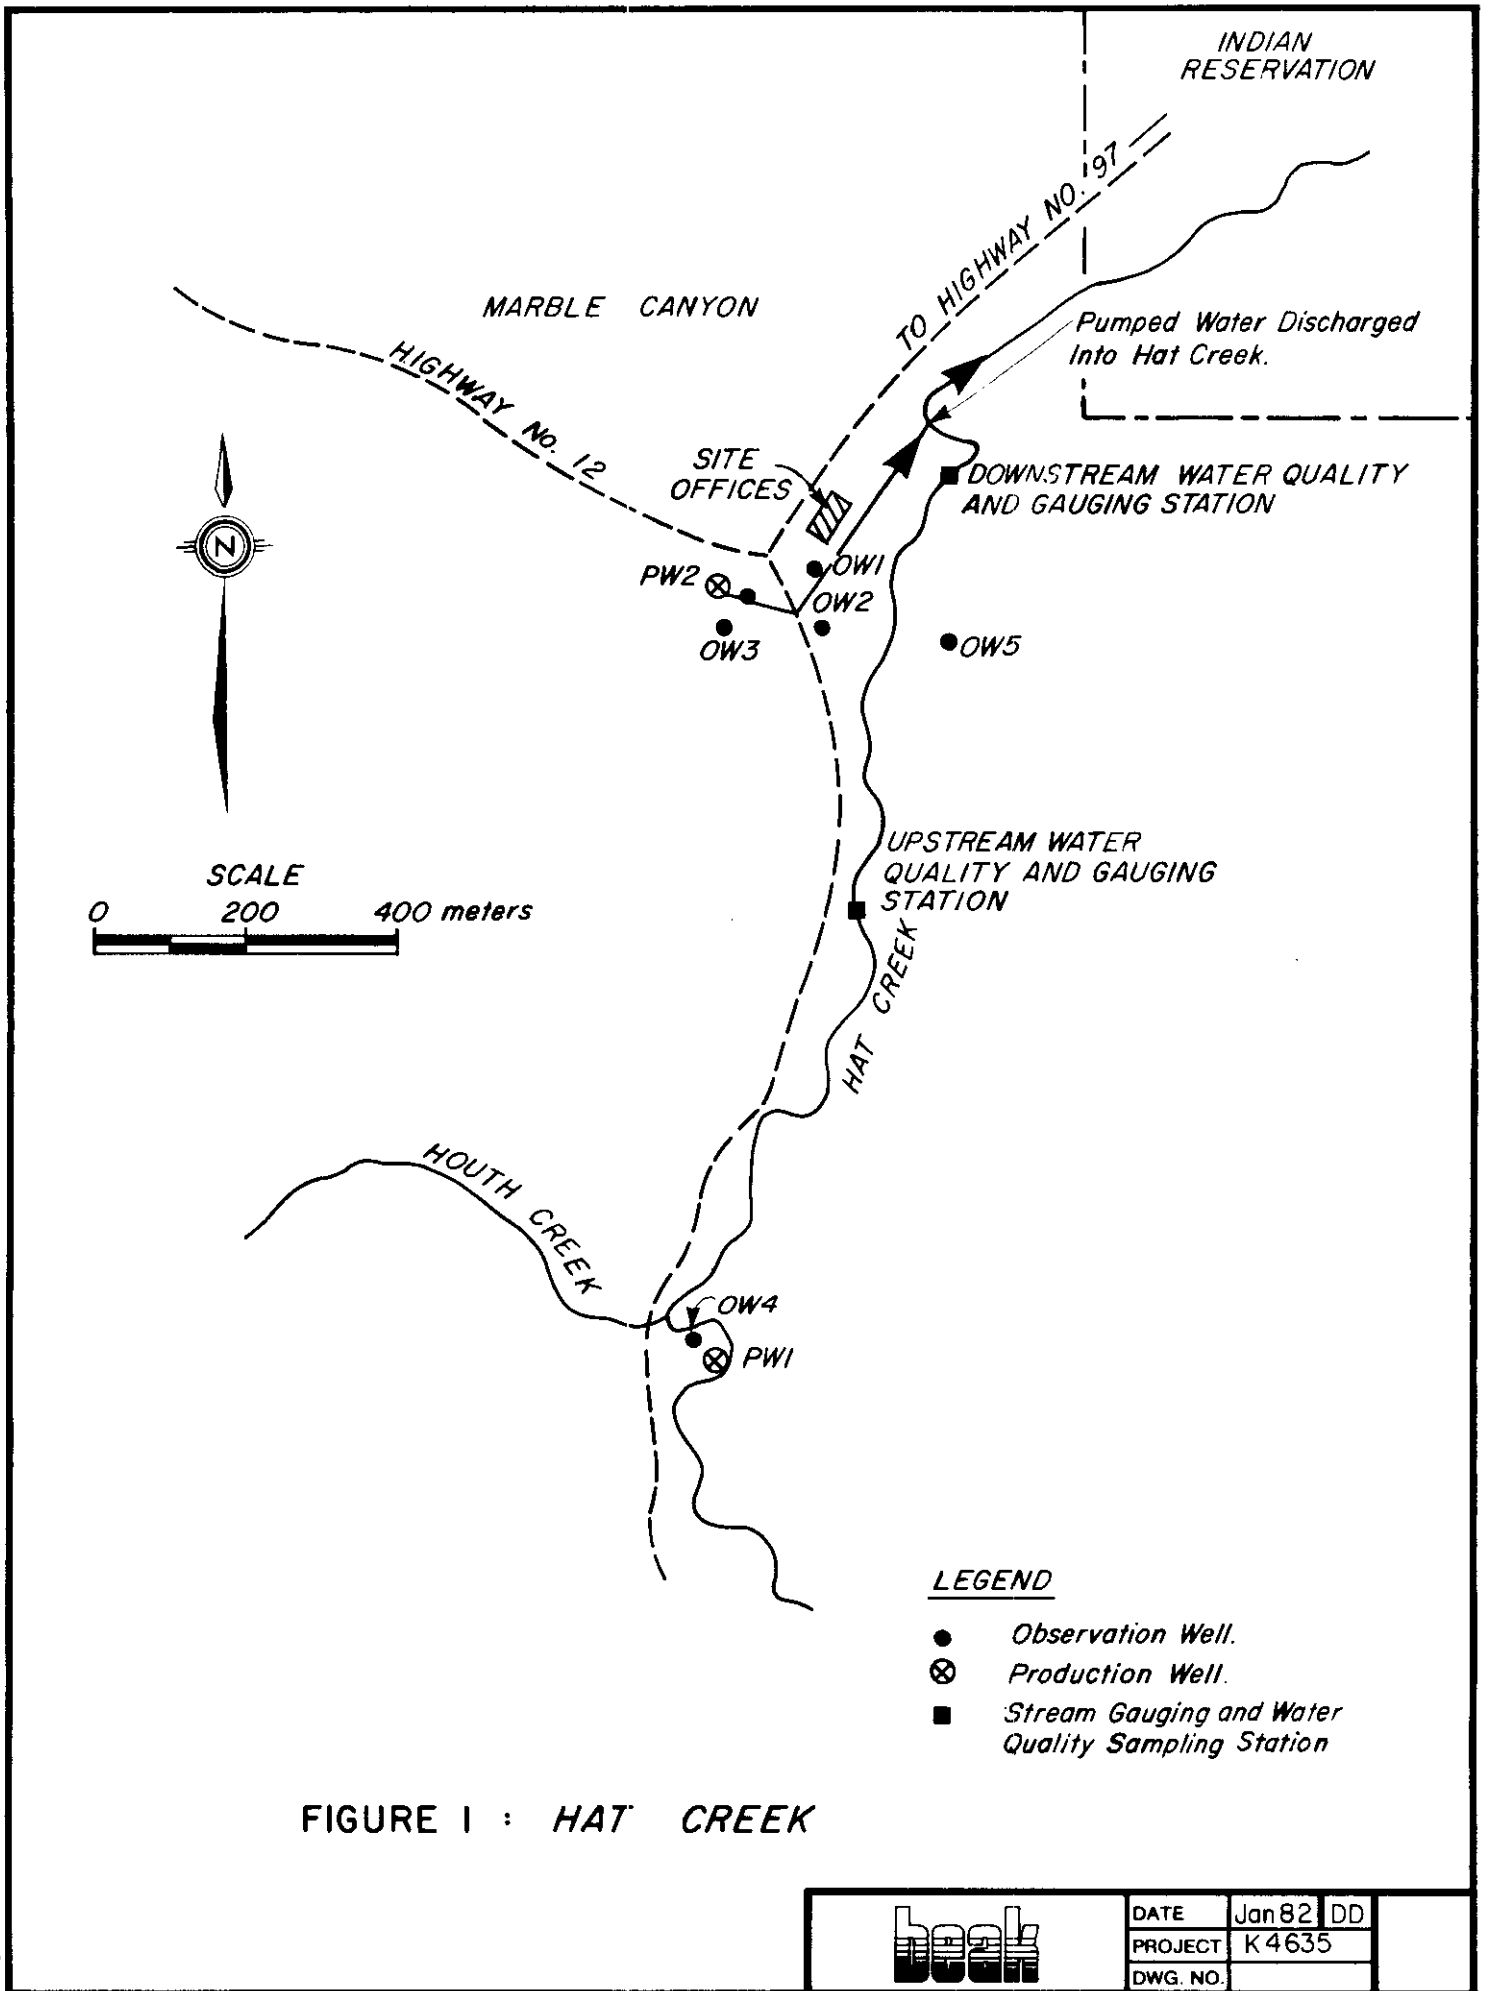 INDIAN
RESERVATION
TO HIGHWAY NO. 97
MARBLE CANYON
Pumped Water Discharged
Into Hat Creek.
HIGHWAY No. 12
SITE
OFFICES
DOWNSTREAM WATER QUALITY
AND GAUGING STATION
N
OW1
PW2
OW2
OW3
OW5
UPSTREAM WATER
QUALITY AND GAUGING
STATION
SCALE
0 200 400 meters
HAT CREEK
HOUTH CREEK
OW4
PW1
LEGEND
Observation Well.
Production Well.
Stream Gauging and Water
Quality Sampling Station
FIGURE 1 : HAT CREEK
beak
DATE Jan 82 DD
PROJECT K4635
DWG. NO.